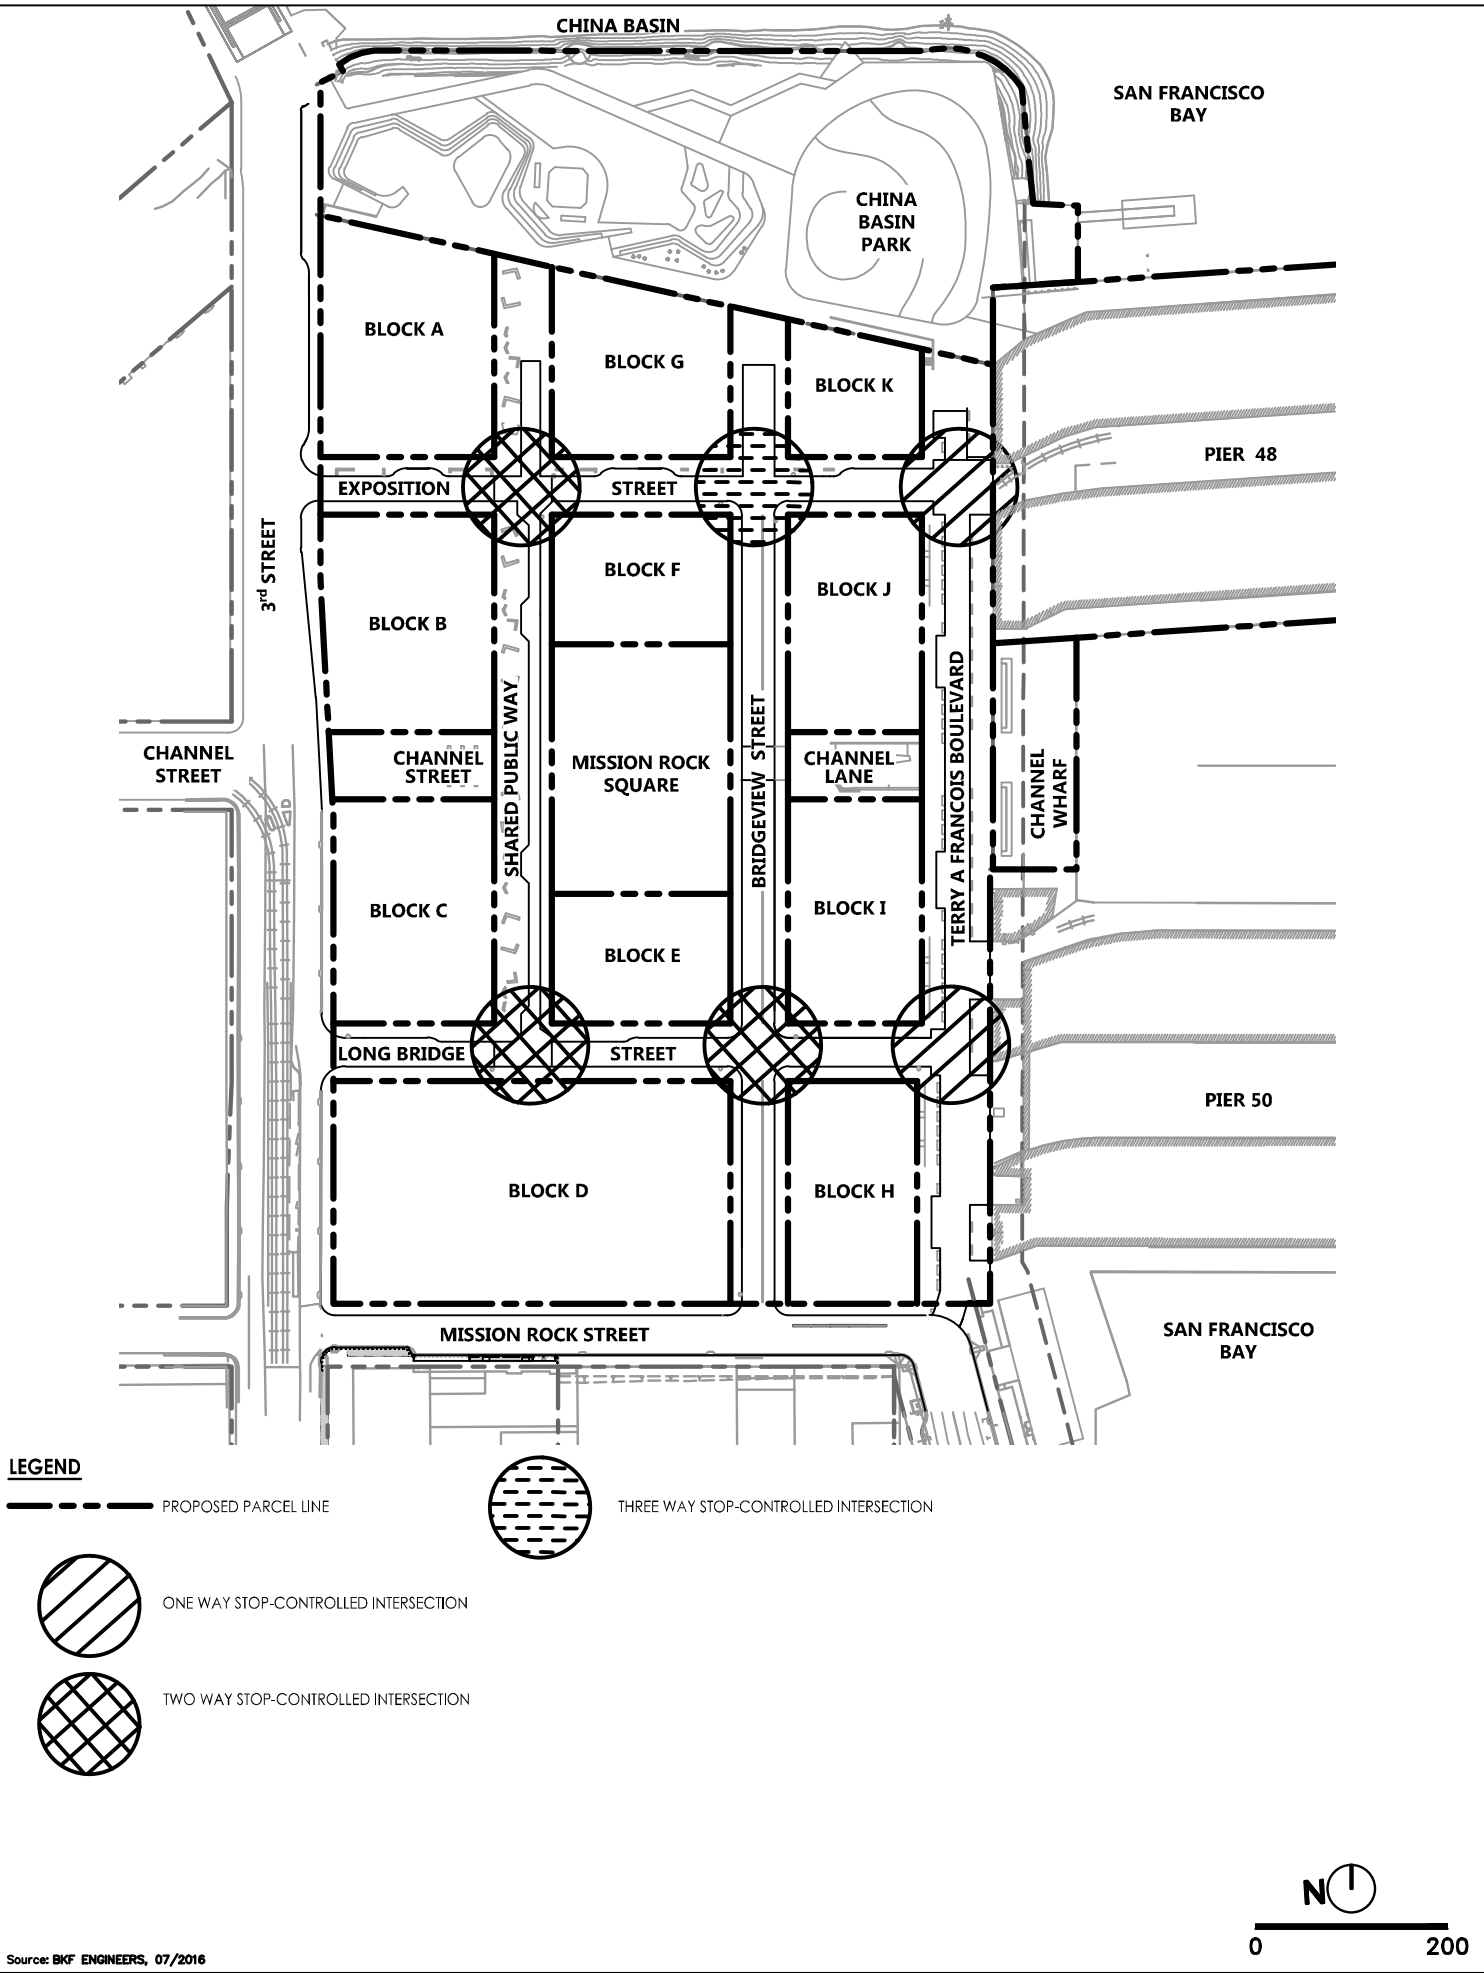 CHINA BASIN
SAN FRANCISCO
BAY
CHINA
BASIN
PARK
BLOCK A
BLOCK G
BLOCK K
PIER 48
EXPOSITION
STREET
3rd STREET
BLOCK F
BLOCK J
BLOCK B
SHARED PUBLIC WAY
BRIDGEVIEW STREET
TERRY A FRANCOIS BOULEVARD
CHANNEL
STREET
CHANNEL
STREET
MISSION ROCK
SQUARE
CHANNEL
LANE
CHANNEL
WHARF
BLOCK C
BLOCK I
BLOCK E
LONG BRIDGE
STREET
PIER 50
BLOCK D
BLOCK H
MISSION ROCK STREET
SAN FRANCISCO
BAY
LEGEND
PROPOSED PARCEL LINE
THREE WAY STOP-CONTROLLED INTERSECTION
ONE WAY STOP-CONTROLLED INTERSECTION
TWO WAY STOP-CONTROLLED INTERSECTION
N
0
200
Source: BKF ENGINEERS, 07/2016